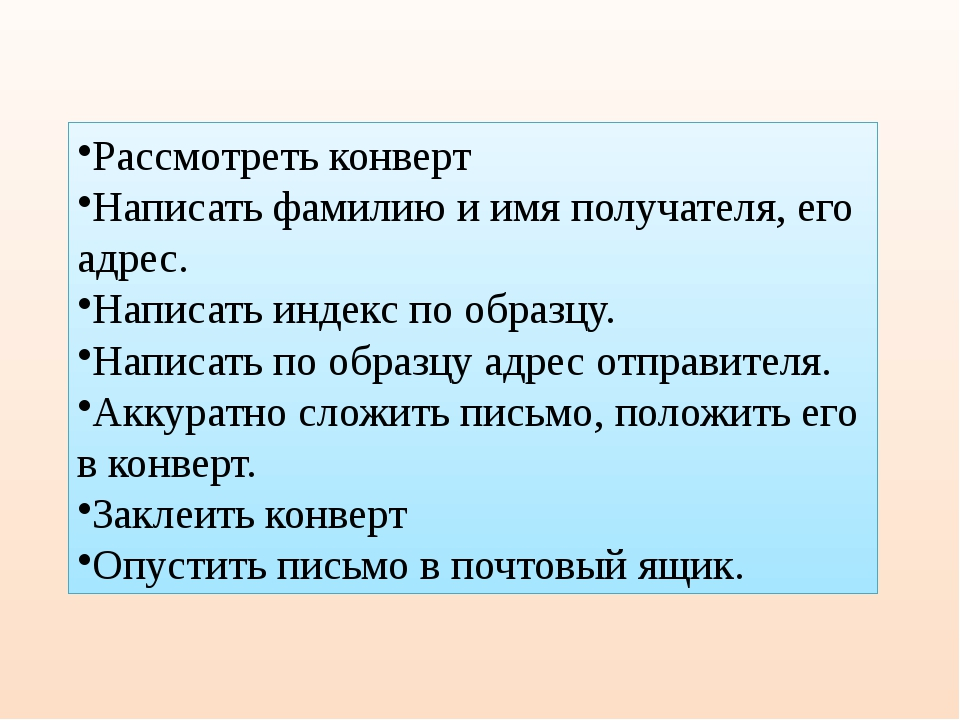 •Рассмотреть конверт
•Написать фамилию и имя получателя, его
адрес.
•Написать индекс по образцу.
•Написать по образцу адрес отправителя.
•Аккуратно сложить письмо, положить его
в конверт.
•Заклеить конверт
•Опустить письмо в почтовый ящик.